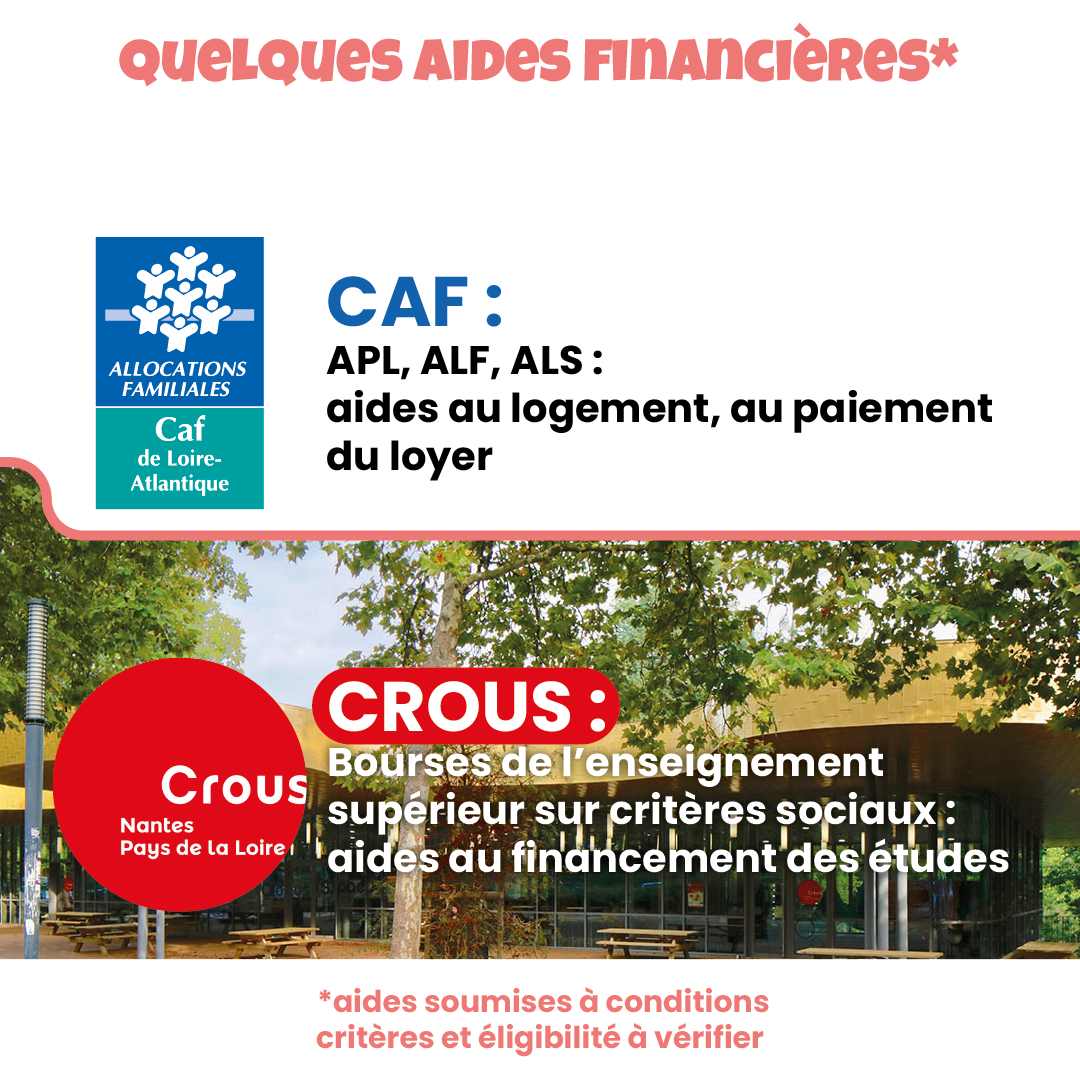 QUELQUES AIDES FINANCIÈRES*
ALLOCATIONS
FAMILIALES
Caf
de Loire-
Atlantique
CAF :
APL, ALF, ALS :
aides au logement, au paiement
du loyer
Crous
Nantes
Pays de la Loire
CROUS :
Bourses de l’enseignement
supérieur sur critères sociaux :
aides au financement des études
*aides soumises à conditions
critères et éligibilité à vérifier